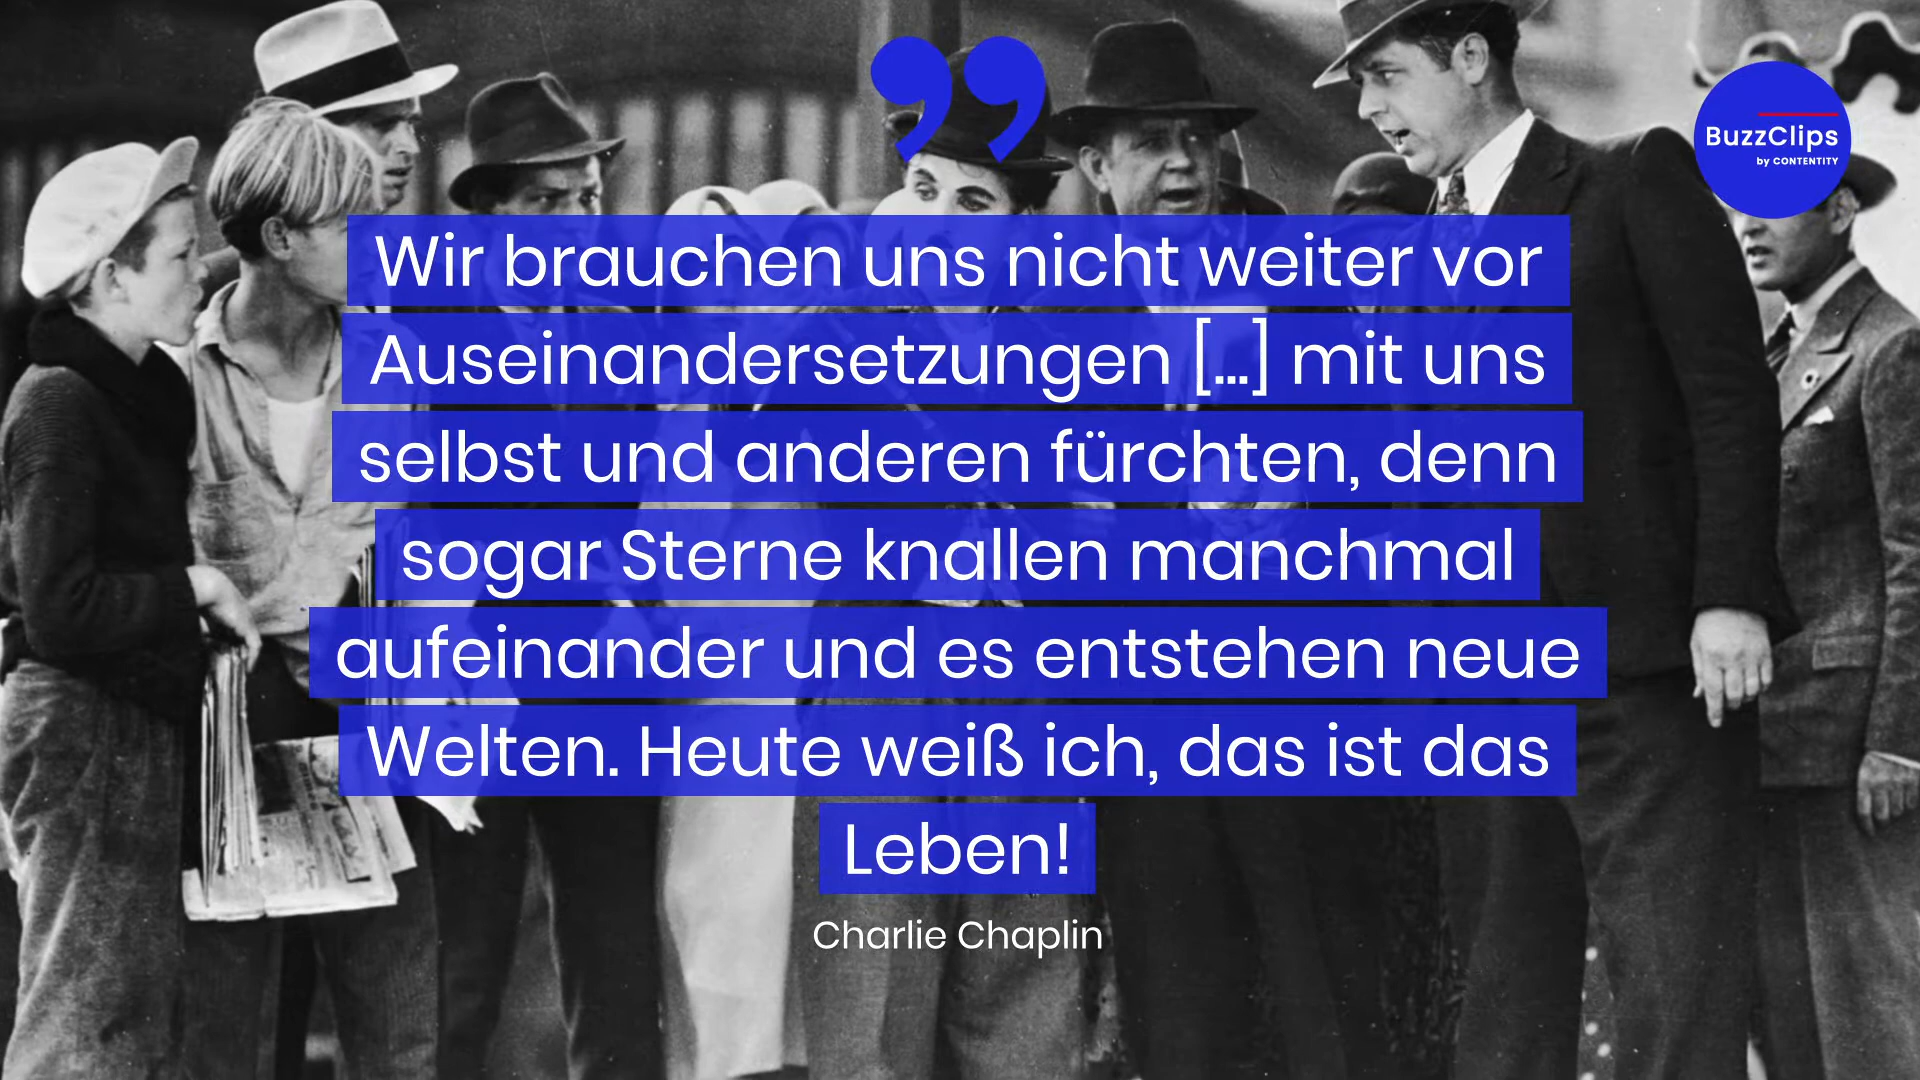 ”
BuzzClips
by CONTENTITY
Wir brauchen uns nicht weiter vor
Auseinandersetzungen [...] mit uns
selbst und anderen fürchten, denn
sogar Sterne knallen manchmal
aufeinander und es entstehen neue
Welten. Heute weiß ich, das ist das
Leben!
Charlie Chaplin